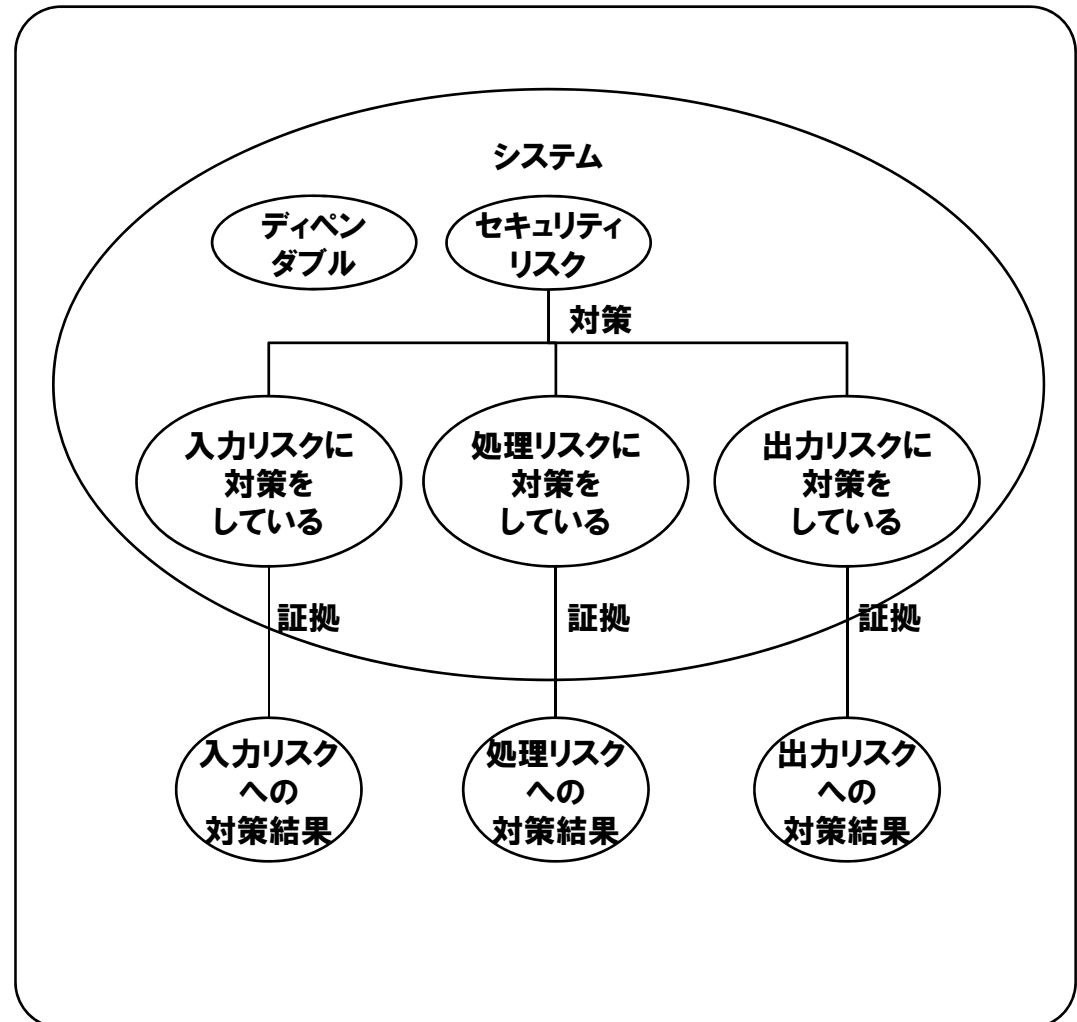 システム
ディペン
ダブル
セキュリティ
リスク
対策
入力リスクに
対策を
している
処理リスクに
対策を
している
出力リスクに
対策を
している
証拠
証拠
証拠
入力リスク
への
対策結果
処理リスク
への
対策結果
出力リスク
への
対策結果